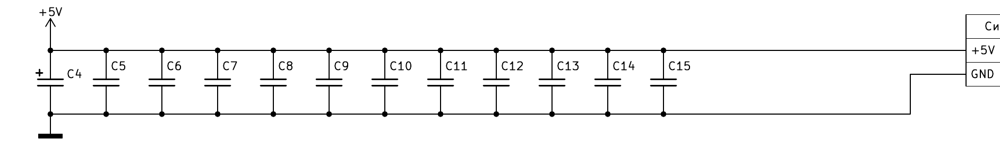 +5V
+ C4
C5
C6
C7
C8
C9
C10
C11
C12
C13
C14
C15
Си
+5V
GND